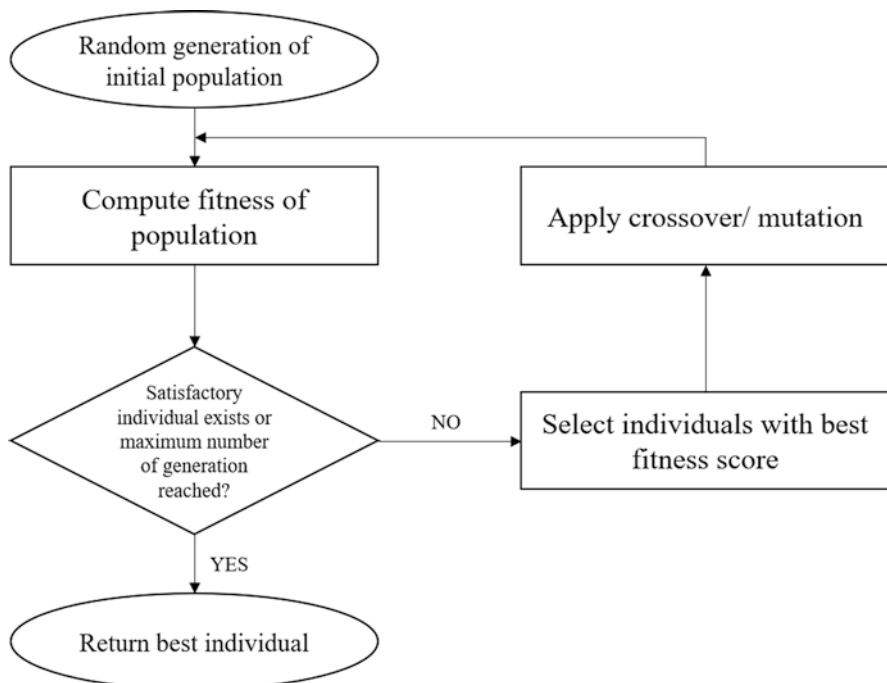 Random generation of
initial population
Compute fitness of
population
Apply crossover/ mutation
Satisfactory
individual exists or
maximum number
of generation
reached?
NO
Select individuals with best
fitness score
YES
Return best individual